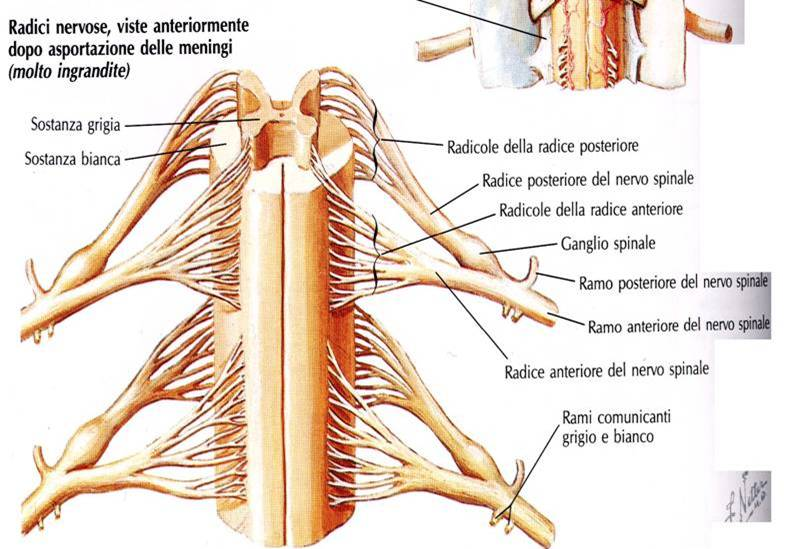 Radici nervose, viste anteriormente
dopo asportazione delle meningi
(molto ingrandite)
Sostanza grigia
Sostanza bianca
Radicole della radice posteriore
Radice posteriore del nervo spinale
Radicole della radice anteriore
Ganglio spinale
Ramo posteriore del nervo spinale
Ramo anteriore del nervo spinale
Radice anteriore del nervo spinale
Rami comunicanti
grigio e bianco
Netter